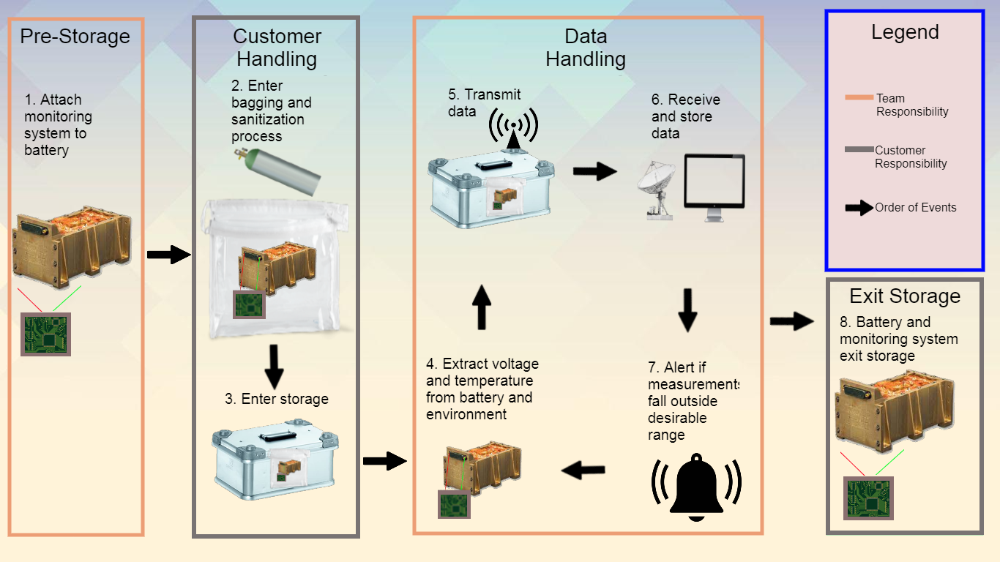 Pre-Storage
1. Attach
monitoring
system to
battery
Customer
Handling
2. Enter
bagging and
sanitization
process
3. Enter storage
Data
Handling
4. Extract voltage
and temperature
from battery and
environment
5. Transmit
data
6. Receive
and store
data
7. Alert if
measurements
fall outside
desirable
range
Exit Storage
8. Battery and
monitoring system
exit storage
Legend
Team
Responsibility
Customer
Responsibility
Order of Events